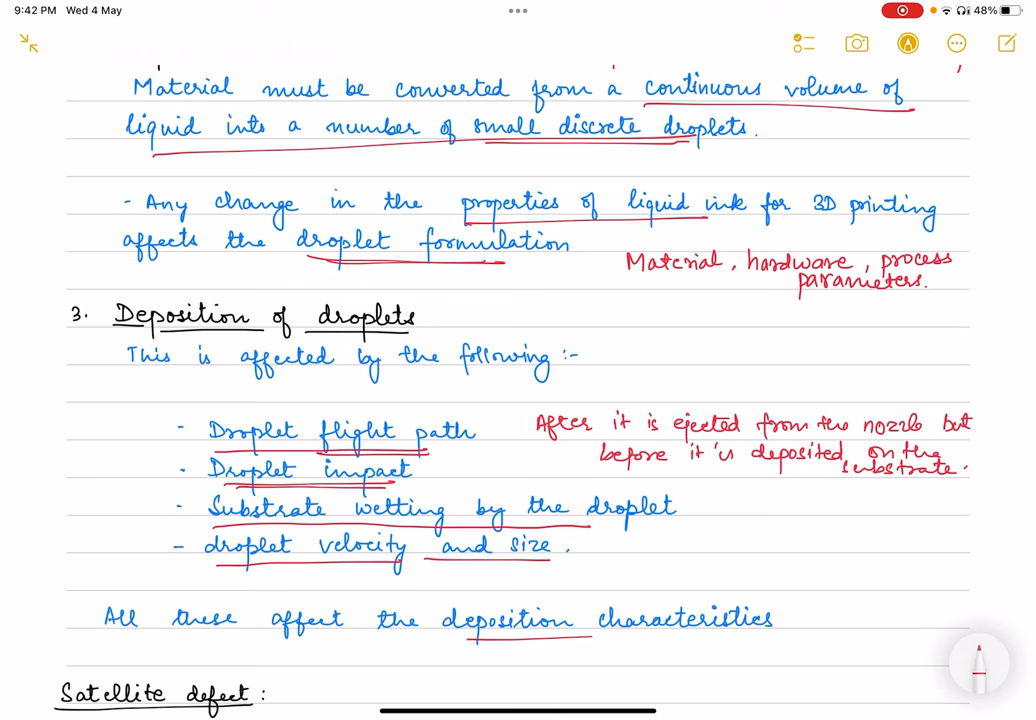 9:42 PM Wed 4 May
48%
Material must be converted from a continuous volume of
liquid into a number of small discrete droplets.
- Any change in the properties of liquid ink for 3D printing
affects the droplet formulation
Material, hardware, process
parameters.
3. Deposition of droplets
This is affected by the following :-
- Droplet flight path
After it is ejected from the nozzle but
before it is deposited on the
substrate.
- Droplet impact
- Substrate wetting by the droplet
- droplet velocity and size.
All these affect the deposition characteristics
Satellite defect :